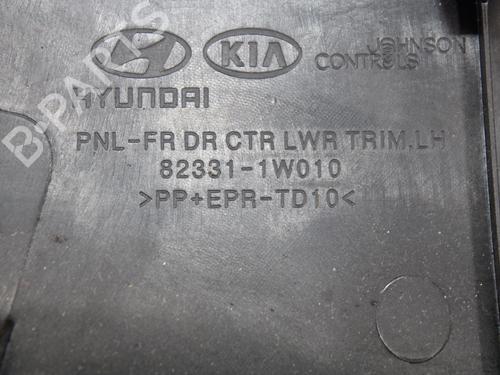 B-PARTS
KIA
JOHNSON
CONTROLS
HYUNDAI
PNL-FR DR CTR LWR TRIM.LH
82331-1W010
>PP+EPR-TD10<